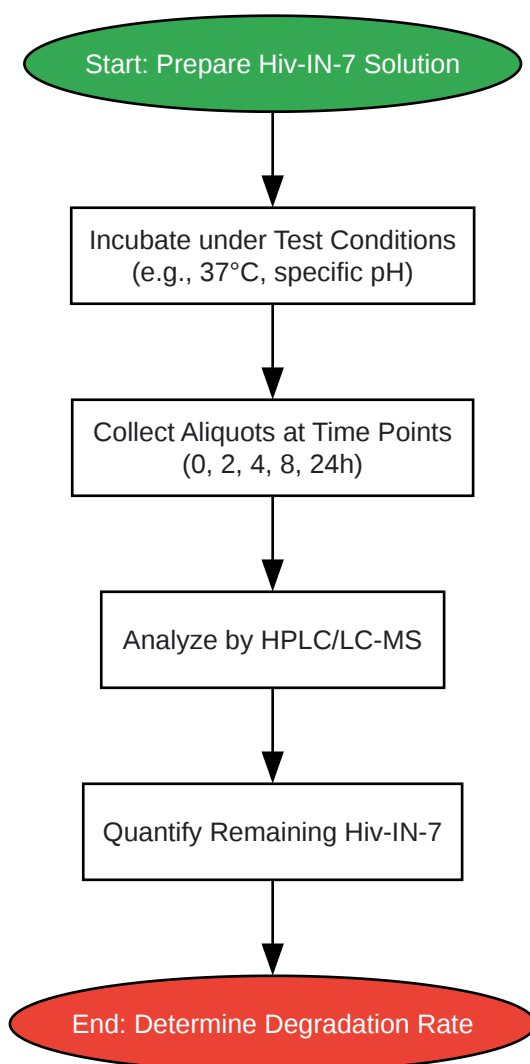 Start: Prepare Hiv-IN-7 Solution
Incubate under Test Conditions
(e.g., 37°C, specific pH)
Collect Aliquots at Time Points
(0, 2, 4, 8, 24h)
Analyze by HPLC/LC-MS
Quantify Remaining Hiv-IN-7
End: Determine Degradation Rate